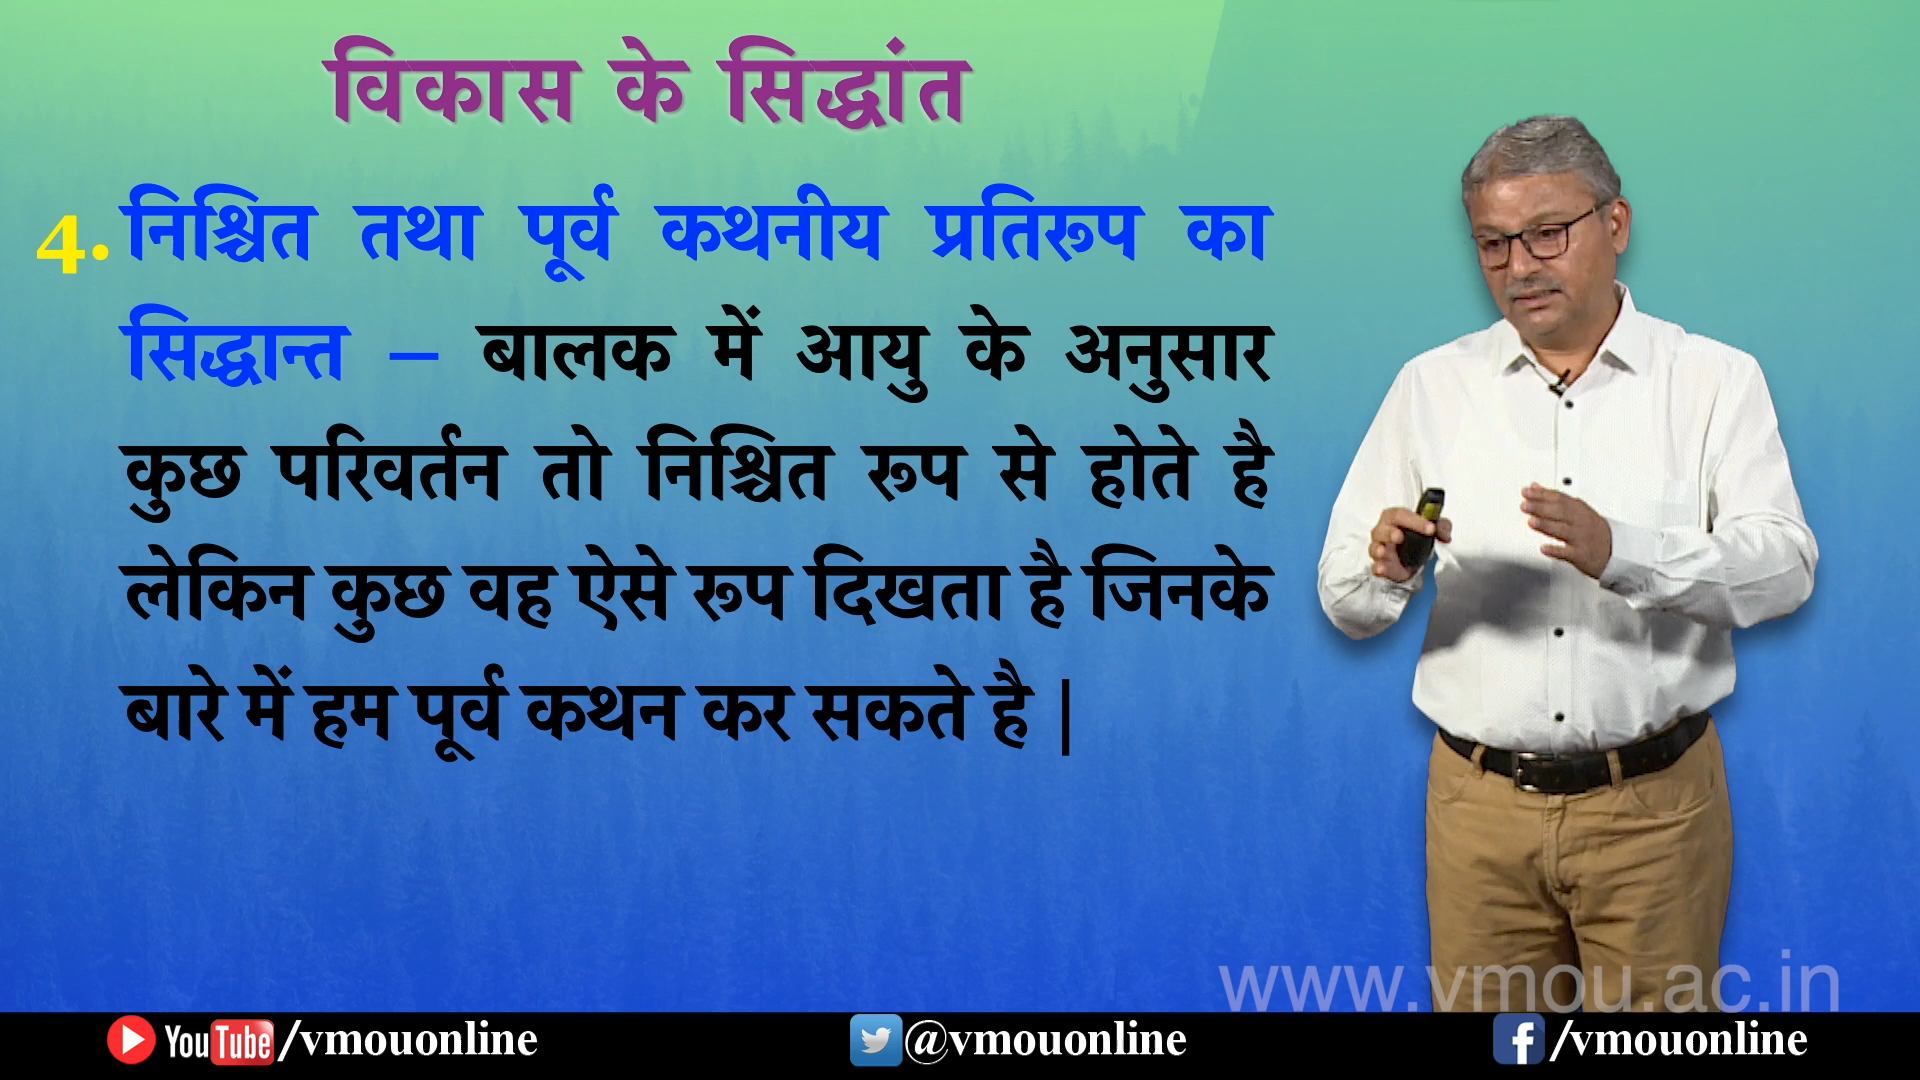 विकास के सिद्धांत
4. निश्चित तथा पूर्व कथनीय प्रतिरूप का
सिद्धान्त – बालक में आयु के अनुसार
कुछ परिवर्तन तो निश्चित रूप से होते है
लेकिन कुछ वह ऐसे रूप दिखता है जिनके
बारे में हम पूर्व कथन कर सकते है |
www.vmou.ac.in
YouTube /vmouonline
@vmouonline
f /vmouonline